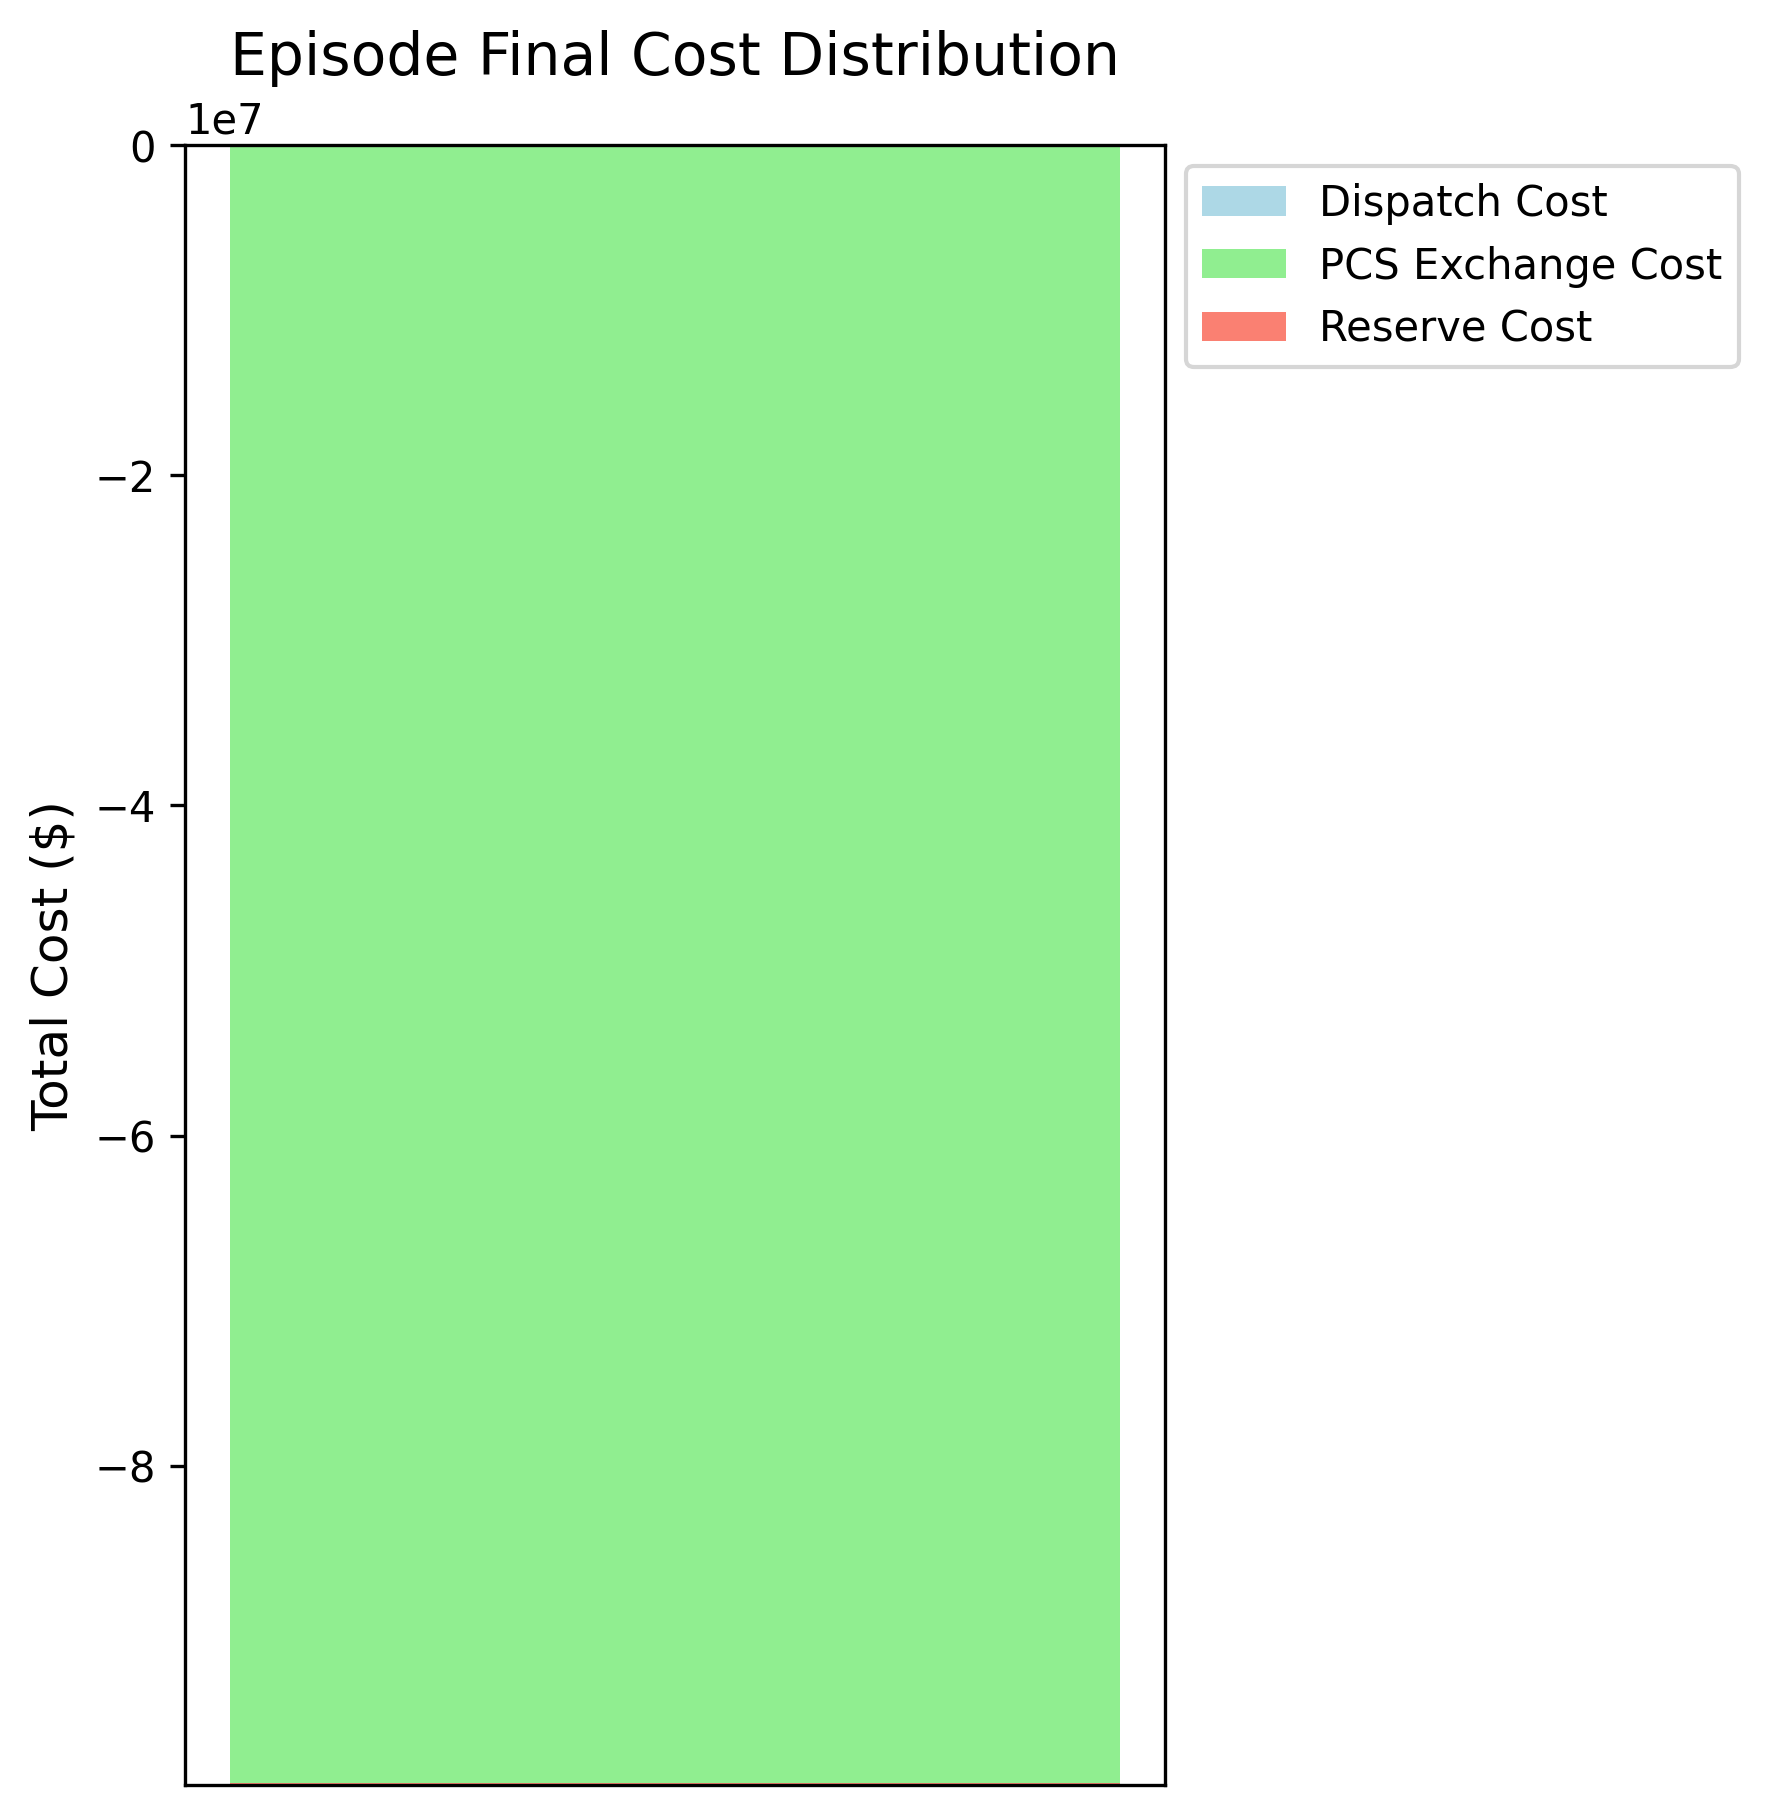 Episode Final Cost Distribution
1e7
0
−2
−4
−6
−8
Total Cost ($)
Dispatch Cost
PCS Exchange Cost
Reserve Cost